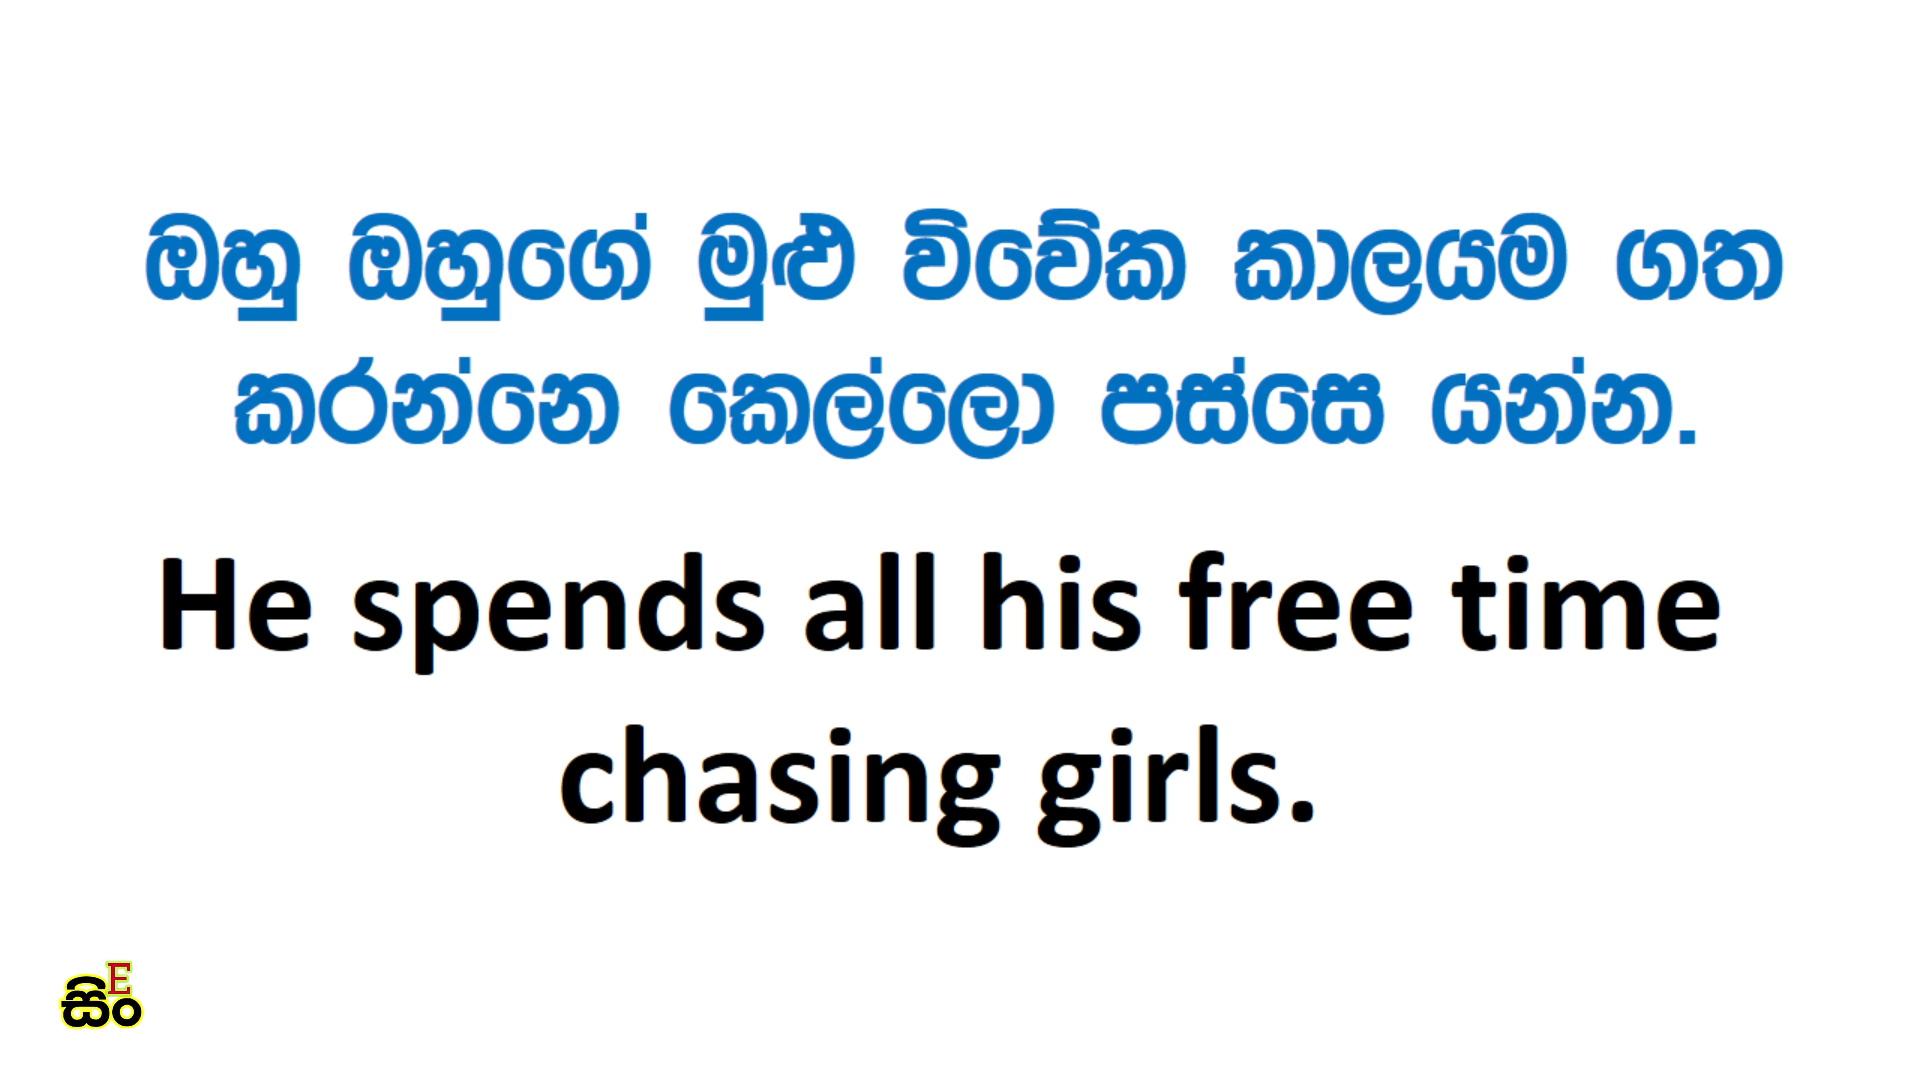 ඔහු ඔහුගේ මුළු විවේක කාලයම ගත
කරන්නෙ කෙල්ලො පස්සෙ යන්න.
He spends all his free time
chasing girls.
E
සිං